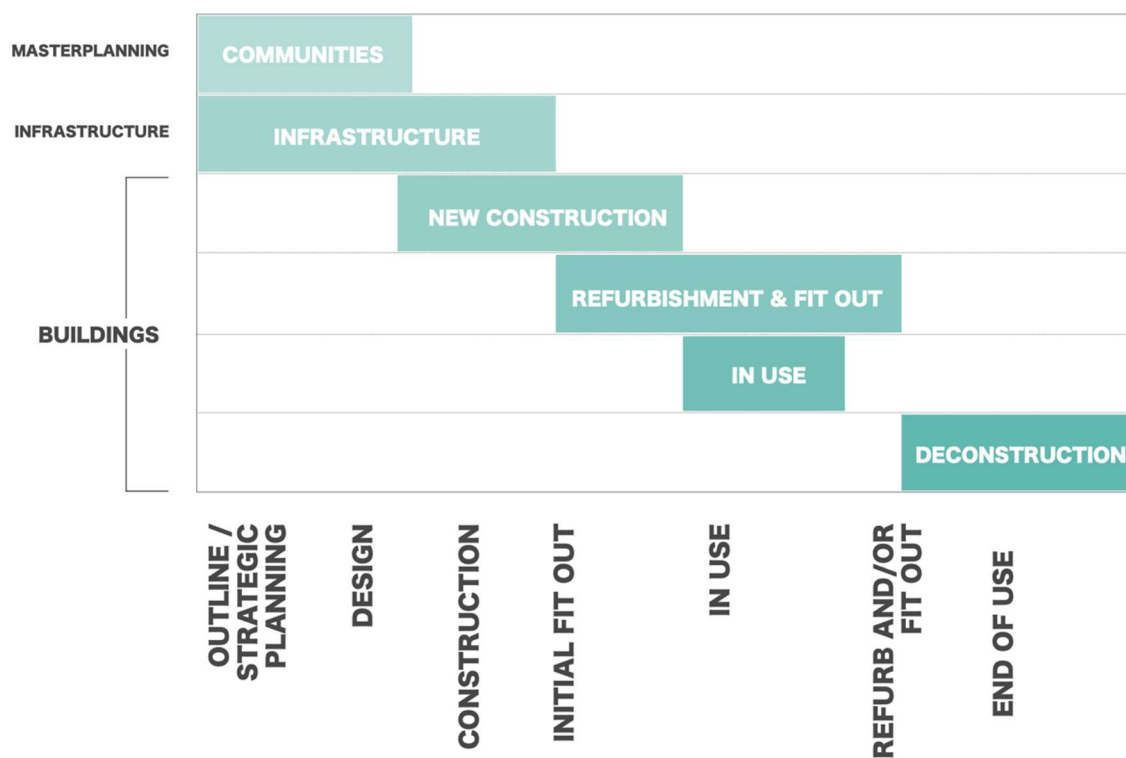 MASTERPLANNING
COMMUNITIES
INFRASTRUCTURE
INFRASTRUCTURE
NEW CONSTRUCTION
REFURBISHMENT & FIT OUT
BUILDINGS
IN USE
DECONSTRUCTION
OUTLINE /
STRATEGIC
PLANNING
DESIGN
CONSTRUCTION
INITIAL FIT OUT
IN USE
REFURB AND/OR
FIT OUT
END OF USE